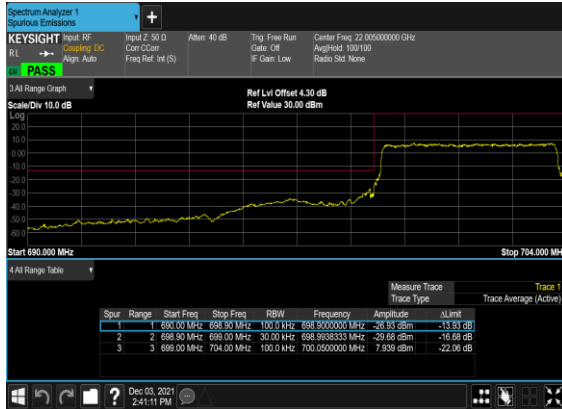 Spectrum Analyzer 1
Spurious Emissions
+
KEYSIGHT Input: RF Input Z: 50 Ω Atten: 40 dB Trig: Free Run Center Freq: 22.005000000 GHz
RL Coupling: DC Corr CCorr Gate: Off Avg|Hold: 100/100
Align: Auto Freq Ref: Int (S) IF Gain: Low Radio Std: None
PASS
3 All Range Graph
Ref Lvl Offset 4.30 dB
Scale/Div 10.0 dB Ref Value 30.00 dBm
Log
20.0
10.0
0.00
-10.0
-20.0
-30.0
-40.0
-50.0
-60.0
Start 690.000 MHz Stop 704.000 MHz
4 All Range Table
Measure Trace Trace 1
Trace Type Trace Average (Active)
Spur Range Start Freq Stop Freq RBW Frequency Amplitude ΔLimit
1 1 690.00 MHz 698.90 MHz 100.0 kHz 698.9000000 MHz -26.93 dBm -13.93 dB
2 2 698.90 MHz 699.00 MHz 30.00 kHz 698.9938333 MHz -29.68 dBm -16.68 dB
3 3 699.00 MHz 704.00 MHz 100.0 kHz 700.0500000 MHz 7.939 dBm -22.06 dB
? Dec 03, 2021
2:41:11 PM